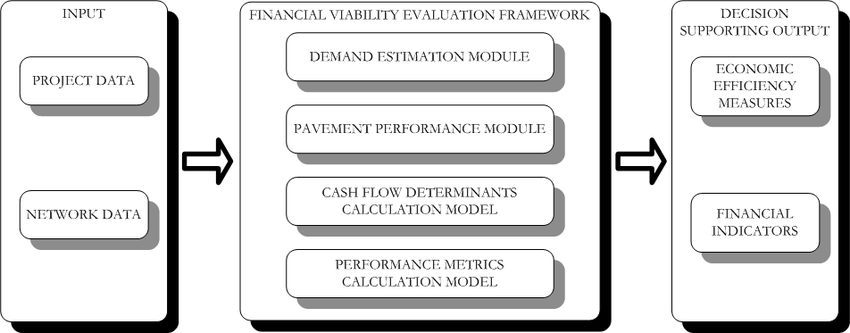 INPUT
PROJECT DATA
NETWORK DATA
FINANCIAL VIABILITY EVALUATION FRAMEWORK
DEMAND ESTIMATION MODULE
PAVEMENT PERFORMANCE MODULE
CASH FLOW DETERMINANTS
CALCULATION MODEL
PERFORMANCE METRICS
CALCULATION MODEL
DECISION
SUPPORTING OUTPUT
ECONOMIC
EFFICIENCY
MEASURES
FINANCIAL
INDICATORS